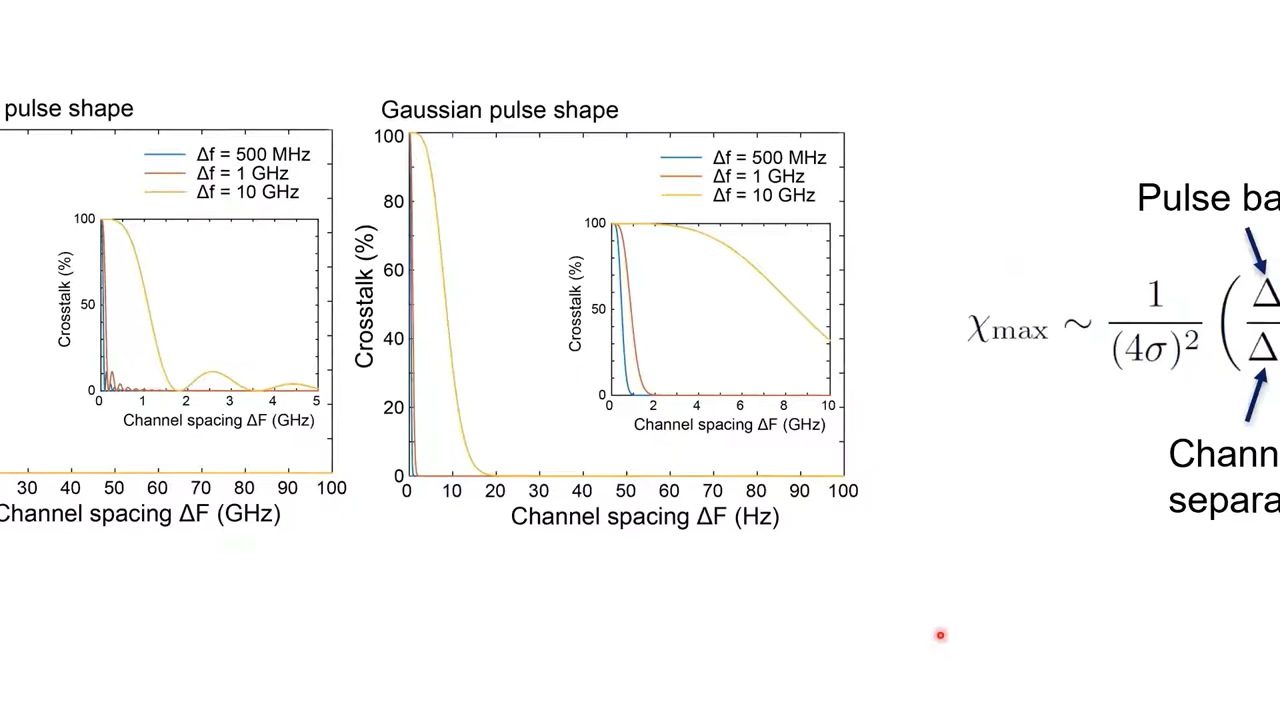 pulse shape
Δf = 500 MHz
Δf = 1 GHz
Δf = 10 GHz
100
50
0
Crosstalk (%)
0 1 2 3 4 5
Channel spacing ΔF (GHz)
30 40 50 60 70 80 90 100
Channel spacing ΔF (GHz)
Gaussian pulse shape
100
80
60
40
20
0
Crosstalk (%)
Δf = 500 MHz
Δf = 1 GHz
Δf = 10 GHz
100
50
0
Crosstalk (%)
0 2 4 6 8 10
Channel spacing ΔF (GHz)
0 10 20 30 40 50 60 70 80 90 100
Channel spacing ΔF (Hz)
Pulse ba
χmax ~ 1/(4σ)² (Δ/Δ
Chann
separa